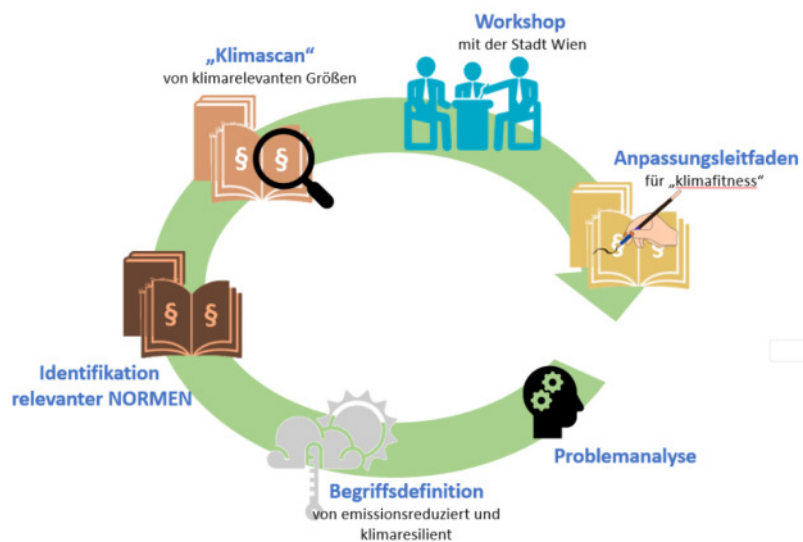 Workshop
mit der Stadt Wien
„Klimascan“
von klimarelevanten Größen
Anpassungsleitfaden
für „klimafitness“
§ §
§
§ §
Identifikation
relevanter NORMEN
Problemanalyse
Begriffsdefinition
von emissionsreduziert und
klimaresilient